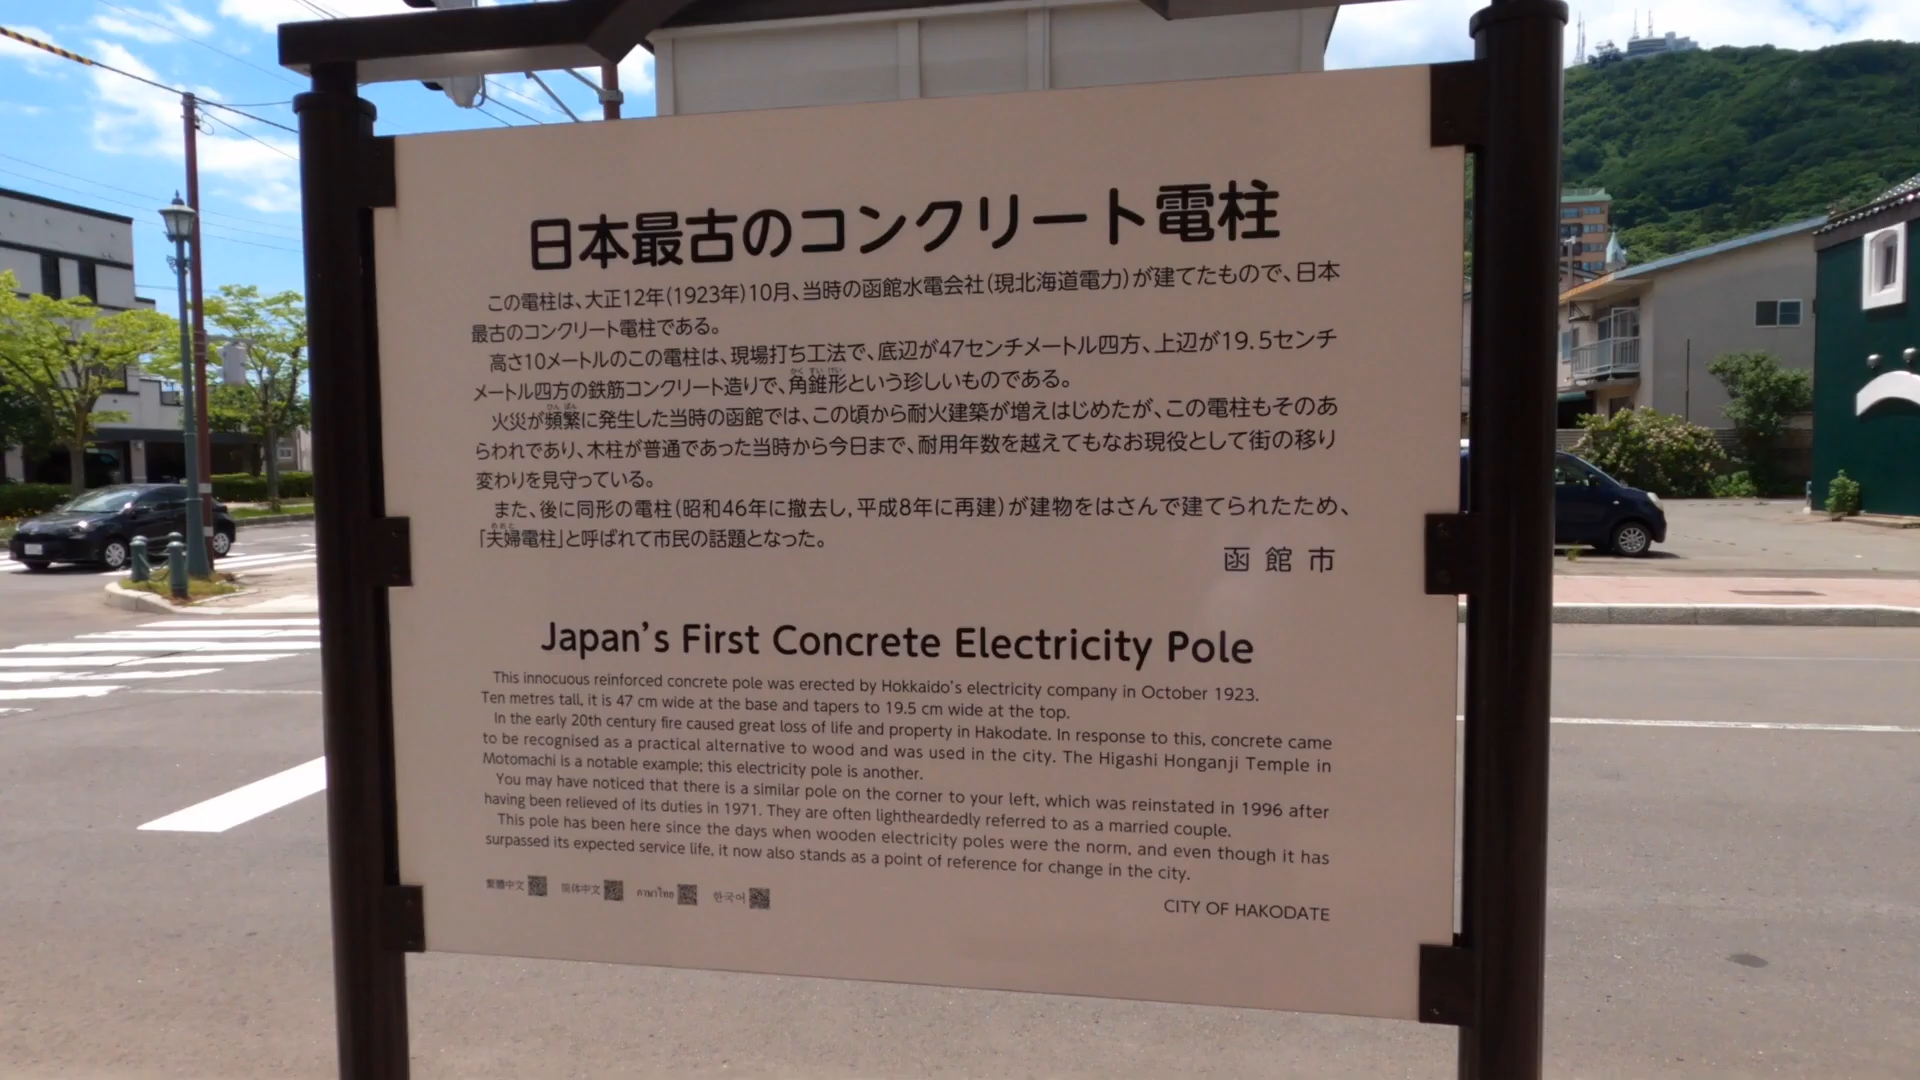 日本最古のコンクリート電柱
この電柱は、大正12年(1923年)10月、当時の函館水電会社(現北海道電力)が建てたもので、日本
最古のコンクリート電柱である。
高さ10メートルのこの電柱は、現場打ち工法で、底辺が47センチメートル四方、上辺が19.5センチ
メートル四方の鉄筋コンクリート造りで、角錐形という珍しいものである。
火災が頻繁に発生した当時の函館では、この頃から耐火建築が増えはじめたが、この電柱もそのあ
らわれであり、木柱が普通であった当時から今日まで、耐用年数を越えてもなお現役として街の移り
変わりを見守っている。
また、後に同形の電柱(昭和46年に撤去し,平成8年に再建)が建物をはさんで建てられたため、
「夫婦電柱」と呼ばれて市民の話題となった。
函館市
Japan's First Concrete Electricity Pole
This innocuous reinforced concrete pole was erected by Hokkaido's electricity company in October 1923.
Ten metres tall, it is 47 cm wide at the base and tapers to 19.5 cm wide at the top.
In the early 20th century fire caused great loss of life and property in Hakodate. In response to this, concrete came
to be recognised as a practical alternative to wood and was used in the city. The Higashi Honganji Temple in
Motomachi is a notable example; this electricity pole is another.
You may have noticed that there is a similar pole on the corner to your left, which was reinstated in 1996 after
having been relieved of its duties in 1971. They are often lightheardedly referred to as a married couple.
This pole has been here since the days when wooden electricity poles were the norm, and even though it has
surpassed its expected service life, it now also stands as a point of reference for change in the city.
繁體中文 简体中文 ภาษาไทย 한국어
CITY OF HAKODATE